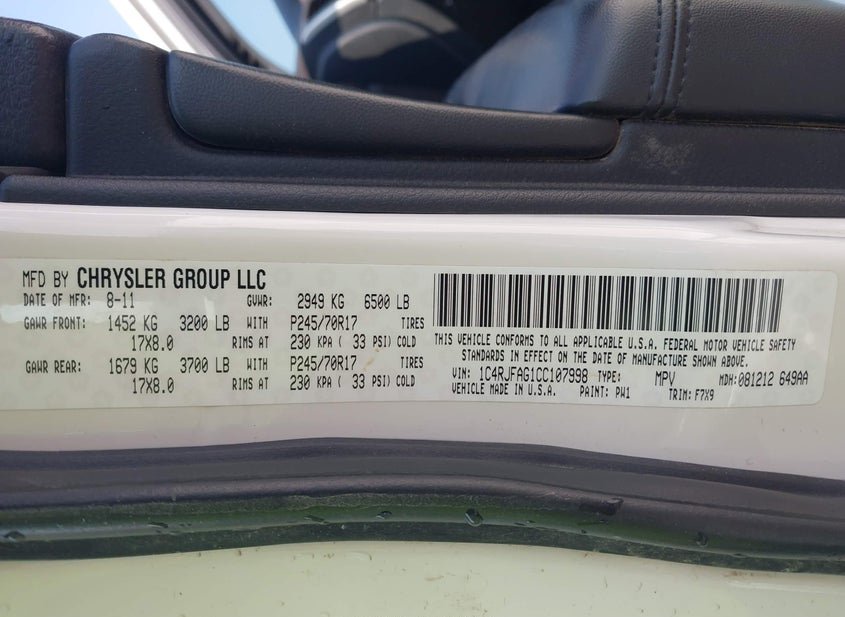 MFD BY CHRYSLER GROUP LLC
DATE OF MFR: 8-11 GVWR: 2949 KG 6500 LB
GAWR FRONT: 1452 KG 3200 LB WITH P245/70R17 TIRES
17X8.0 RIMS AT 230 KPA ( 33 PSI) COLD
GAWR REAR: 1679 KG 3700 LB WITH P245/70R17 TIRES
17X8.0 RIMS AT 230 KPA ( 33 PSI) COLD
THIS VEHICLE CONFORMS TO ALL APPLICABLE U.S.A. FEDERAL MOTOR VEHICLE SAFETY
STANDARDS IN EFFECT ON THE DATE OF MANUFACTURE SHOWN ABOVE.
VIN: 1C4RJFAG1CC107998 TYPE: MPV MDH: 081212 649AA
VEHICLE MADE IN U.S.A. PAINT: PW1 TRIM: F7X9